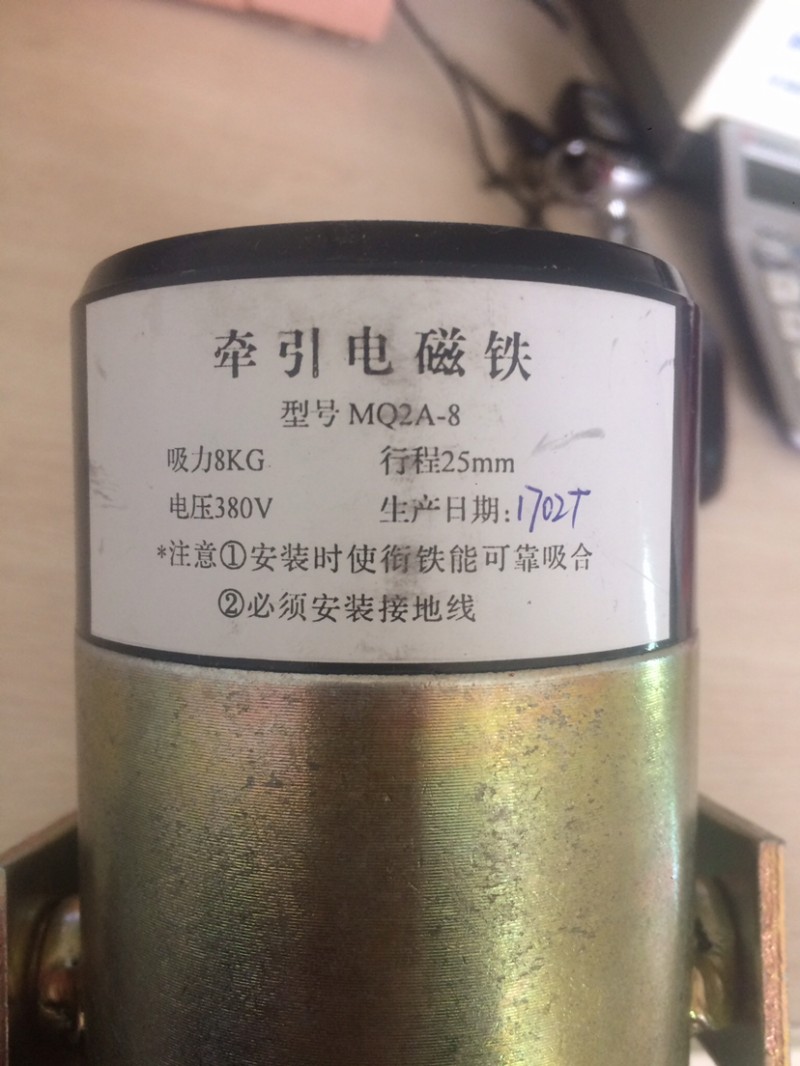 牵引电磁铁
型号 MQ2A-8
吸力8KG 行程25mm
电压380V 生产日期:1702T
*注意①安装时使衔铁能可靠吸合
②必须安装接地线